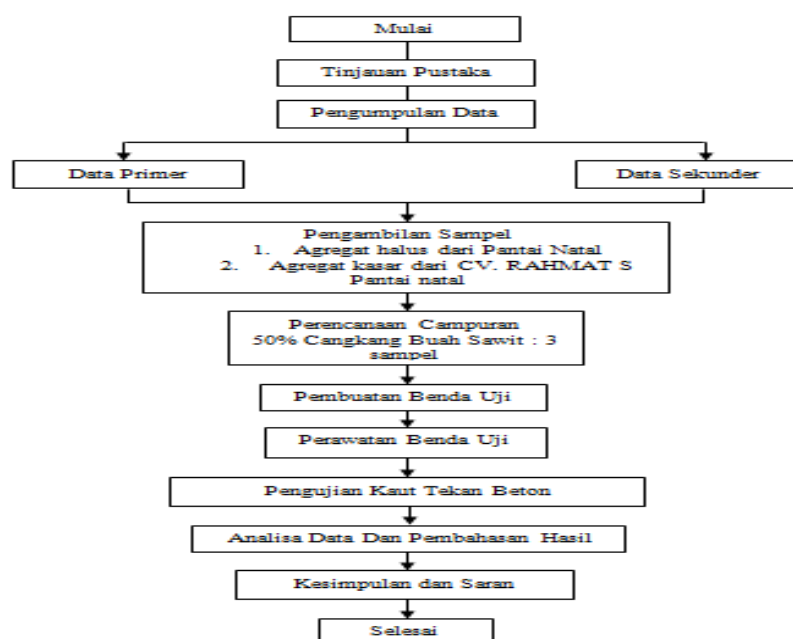 Mulai
Tinjauan Pustaka
Pengumpulan Data
Data Primer
Data Sekunder
Pengambilan Sampel
1. Agregat halus dari Pantai Natal
2. Agregat kasar dari CV. RAHMAT S
Pantai natal
Perencanaan Campuran
50% Cangkang Buah Sawit : 3
sampel
Pembuatan Benda Uji
Perawatan Benda Uji
Pengujian Kaut Tekan Beton
Analisa Data Dan Pembahasan Hasil
Kesimpulan dan Saran
Selesai